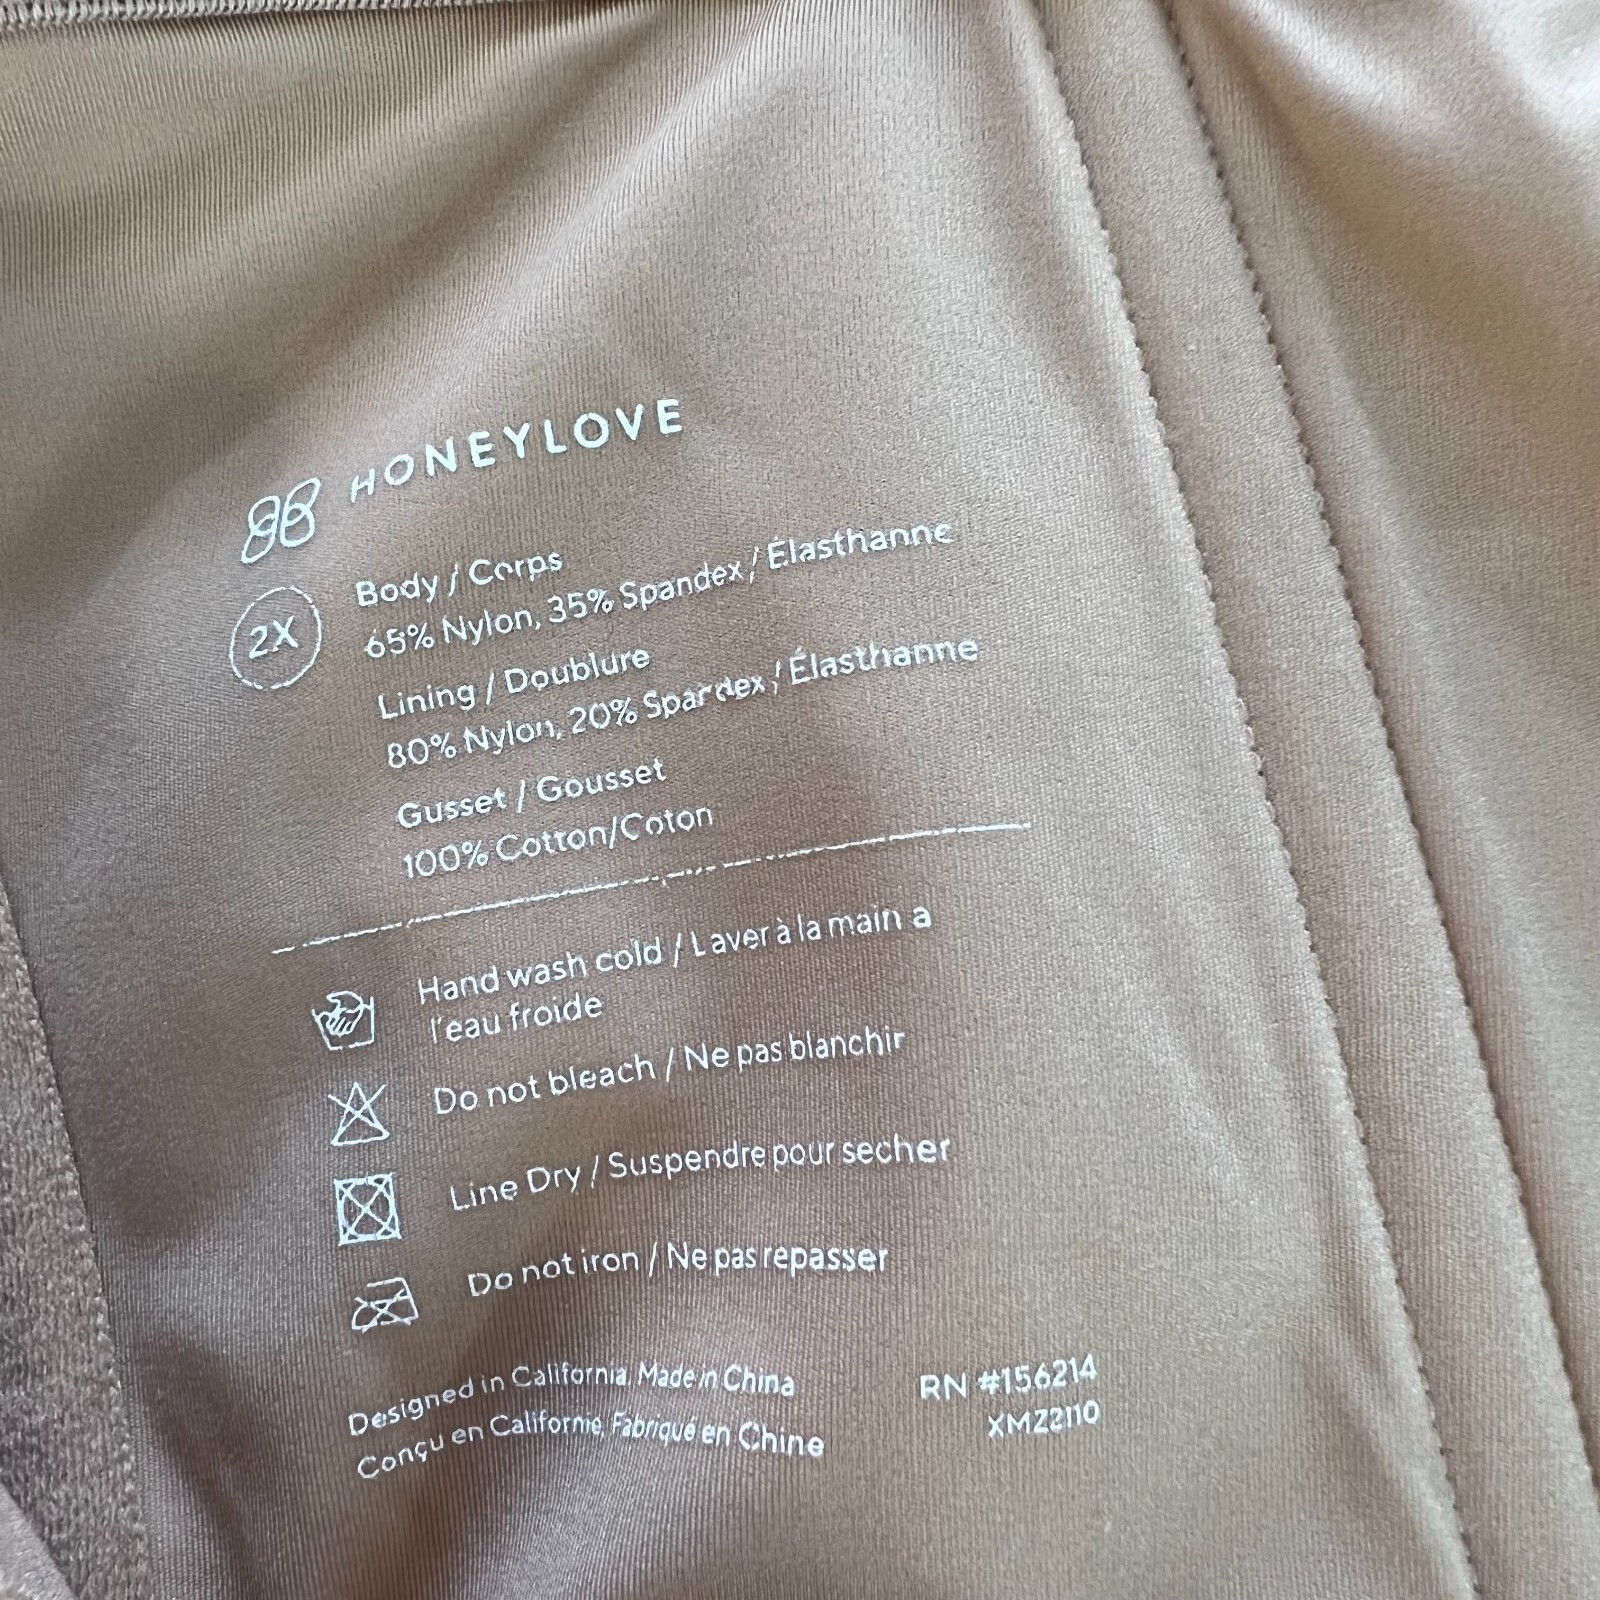 HONEYLOVE
2X
Body / Corps
65% Nylon, 35% Spandex / Élasthanne
Lining / Doublure
80% Nylon, 20% Spandex / Élasthanne
Gusset / Gousset
100% Cotton/Coton
Hand wash cold / Laver à la main a
l'eau froide
Do not bleach / Ne pas blanchir
Line Dry / Suspendre pour secher
Do not iron / Ne pas repasser
Designed in California, Made in China
Conçu en Californie, Fabriqué en Chine
RN #156214
XM22110